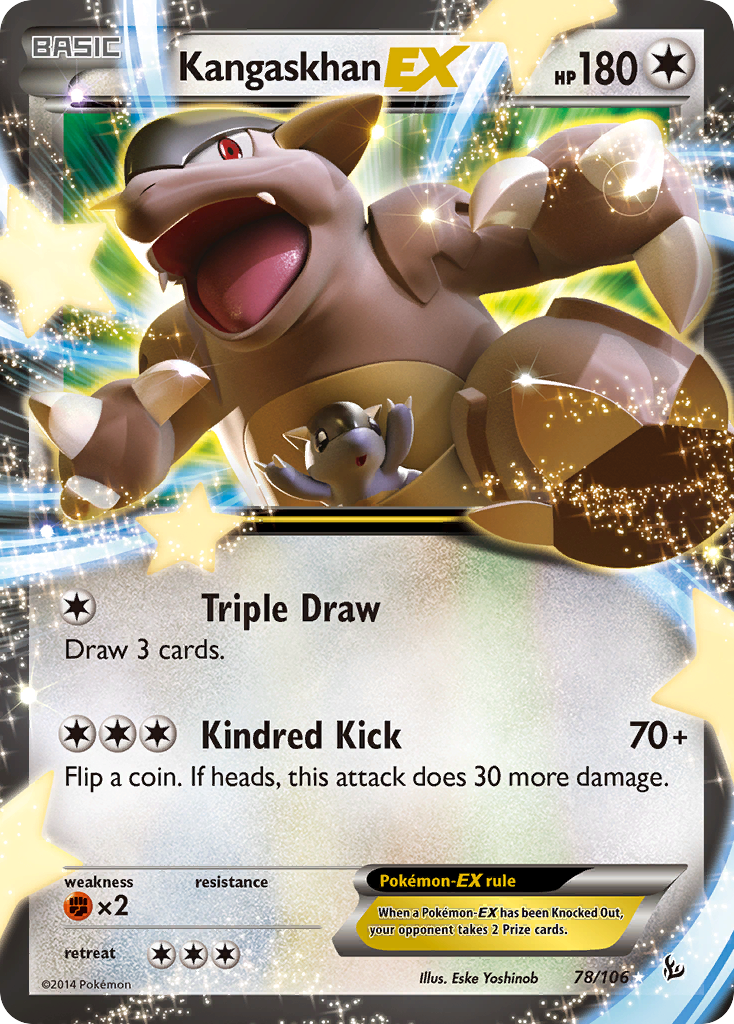 BASIC
Kangaskhan EX HP 180
Triple Draw
Draw 3 cards.
Kindred Kick 70+
Flip a coin. If heads, this attack does 30 more damage.
weakness resistance
×2
Pokémon-EX rule
When a Pokémon-EX has been Knocked Out,
your opponent takes 2 Prize cards.
retreat
©2014 Pokémon
Illus. Eske Yoshinob
78/106